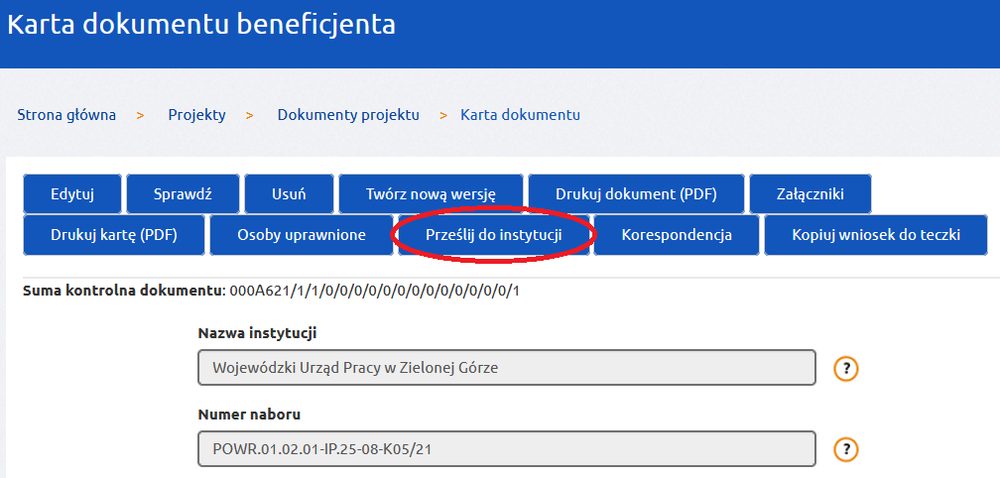 Karta dokumentu beneficjenta
Strona główna > Projekty > Dokumenty projektu > Karta dokumentu
Edytuj Sprawdź Usuń Twórz nową wersję Drukuj dokument (PDF) Załączniki
Drukuj kartę (PDF) Osoby uprawnione Prześlij do instytucji Korespondencja Kopiuj wniosek do teczki
Suma kontrolna dokumentu: 000A621/1/1/0/0/0/0/0/0/0/0/0/0/0/0/0/1
Nazwa instytucji
Wojewódzki Urząd Pracy w Zielonej Górze ?
Numer naboru
POWR.01.02.01-IP.25-08-K05/21 ?